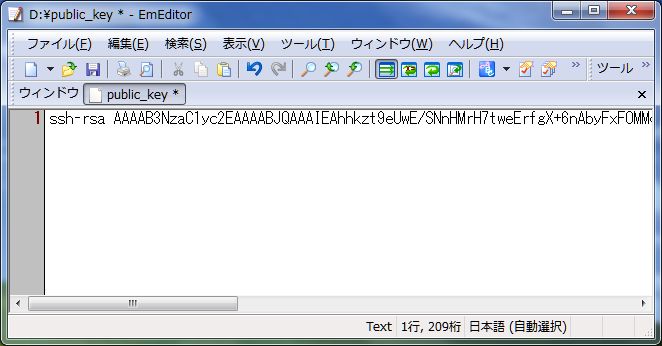 D:¥public_key * - EmEditor
ファイル(F) 編集(E) 検索(S) 表示(V) ツール(T) ウィンドウ(W) ヘルプ(H)
ツール »
ウィンドウ public_key *
1 ssh-rsa AAAAB3NzaC1yc2EAAAABJQAAAIEAhhkzt9eUwE/SNnHMrH7tweErfgX+6nAbyFxFOMM
Text 1行, 209桁 日本語 (自動選択)